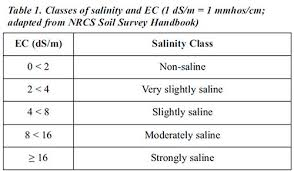 Table 1. Classes of salinity and EC (1 dS/m = 1 mmhos/cm;
adapted from NRCS Soil Survey Handbook)
EC (dS/m) Salinity Class
0 < 2 Non-saline
2 < 4 Very slightly saline
4 < 8 Slightly saline
8 < 16 Moderately saline
≥ 16 Strongly saline